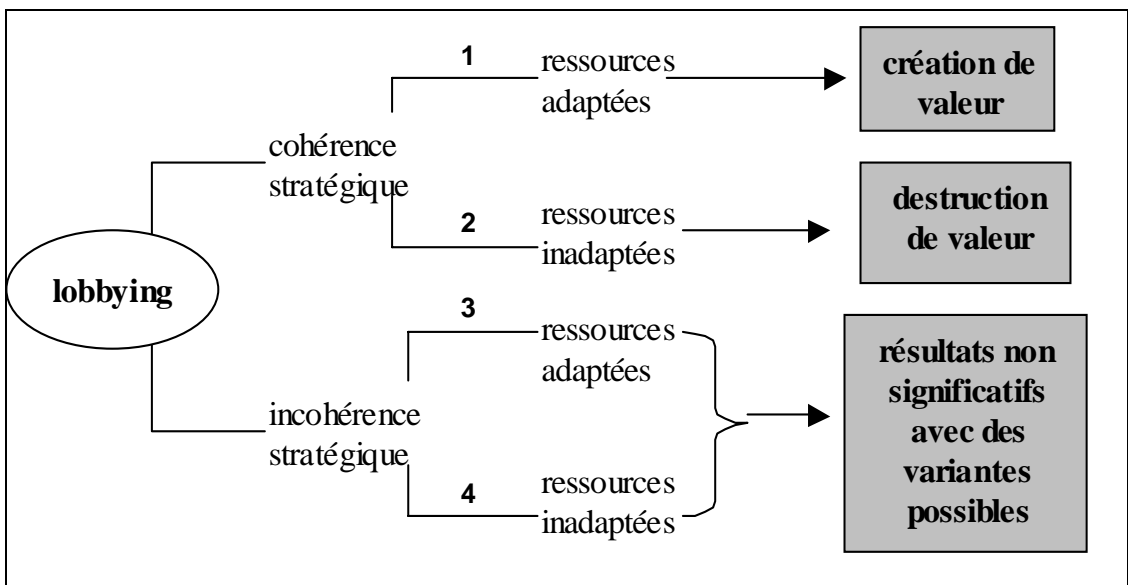 1
ressources
adaptées
création de
valeur
cohérence
stratégique
2
ressources
inadaptées
destruction
de valeur
lobbying
3
ressources
adaptées
incohérence
stratégique
4
ressources
inadaptées
résultats non
significatifs
avec des
variantes
possibles